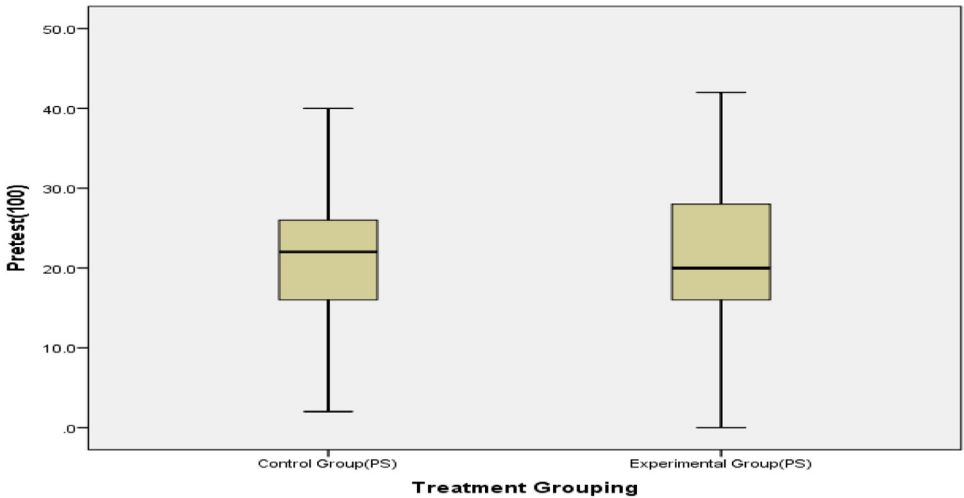 50.0
40.0
30.0
20.0
10.0
.0
Pretest(100)
Control Group(PS)
Experimental Group(PS)
Treatment Grouping